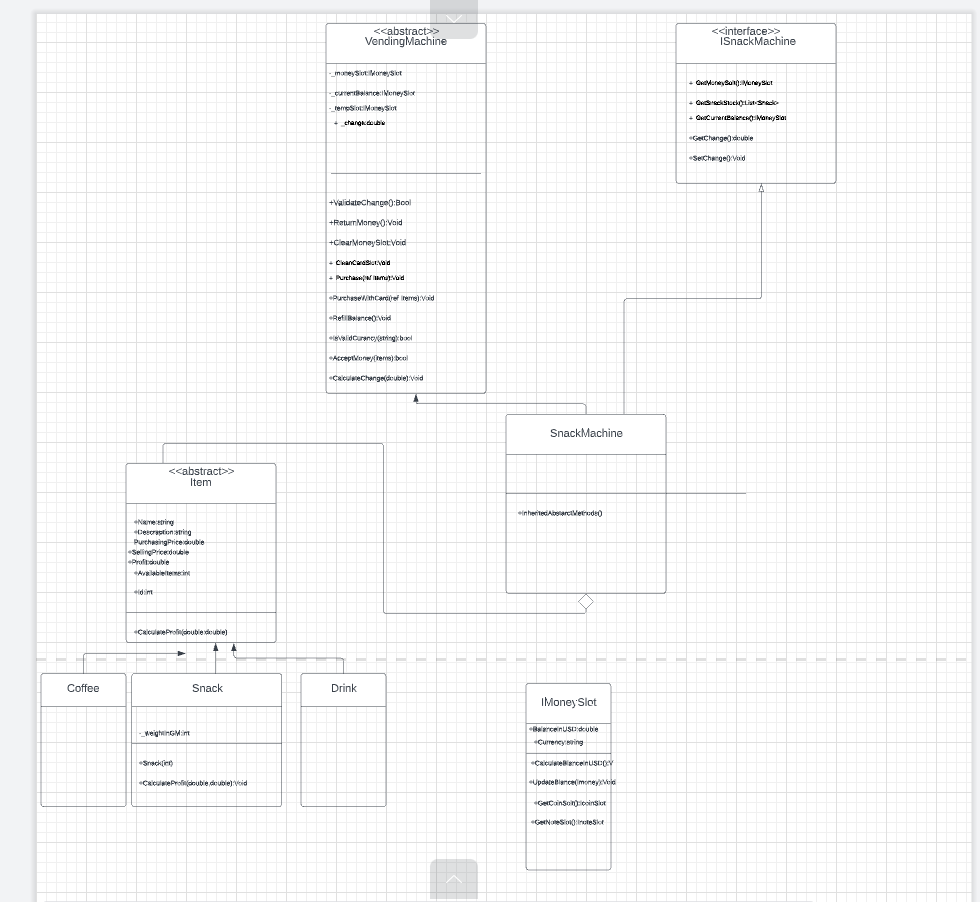 <<abstract>>
VendingMachine
-_moneySlot:IMoneySlot
-_currentBalance:IMoneySlot
-_tempSlot:IMoneySlot
+ _change:double
+ValidateChange():Bool
+ReturnMoney():Void
+ClearMoneySlot:Void
+ CleanCardSlot:Void
+ Purchase(ref Items):Void
+PurchaseWithCard(ref Items):Void
+RefillBalance():Void
+IsValidCurancy(string):bool
+AcceptMoney(items):bool
+CalculateChange(double):Void
<<interface>>
ISnackMachine
+ GetMoneySolt():IMoneySlot
+ GetSnackStock():List<Snack>
+ GetCurrentBalance():IMoneySlot
+GetChange():double
+SetChange():Void
SnackMachine
+InheritedAbstarctMethods()
<<abstract>>
Item
+Name:string
+Descraption:string
PurchasingPrice:double
+SellingPrice:double
+Profit:double
+AvailableItems:int
+Id:int
+CalculateProfit(double:double)
Coffee
Snack
-_weightInGM:int
+Snack(int)
+CalculateProfit(double,double):Void
Drink
IMoneySlot
+BalanceInUSD:double
+Currency:string
+CalculateBlanceInUSD():V
+UpdateBlance(Imoney):Void
+GetCoinSolt():IcoinSlot
+GetNoteSlot():InoteSlot